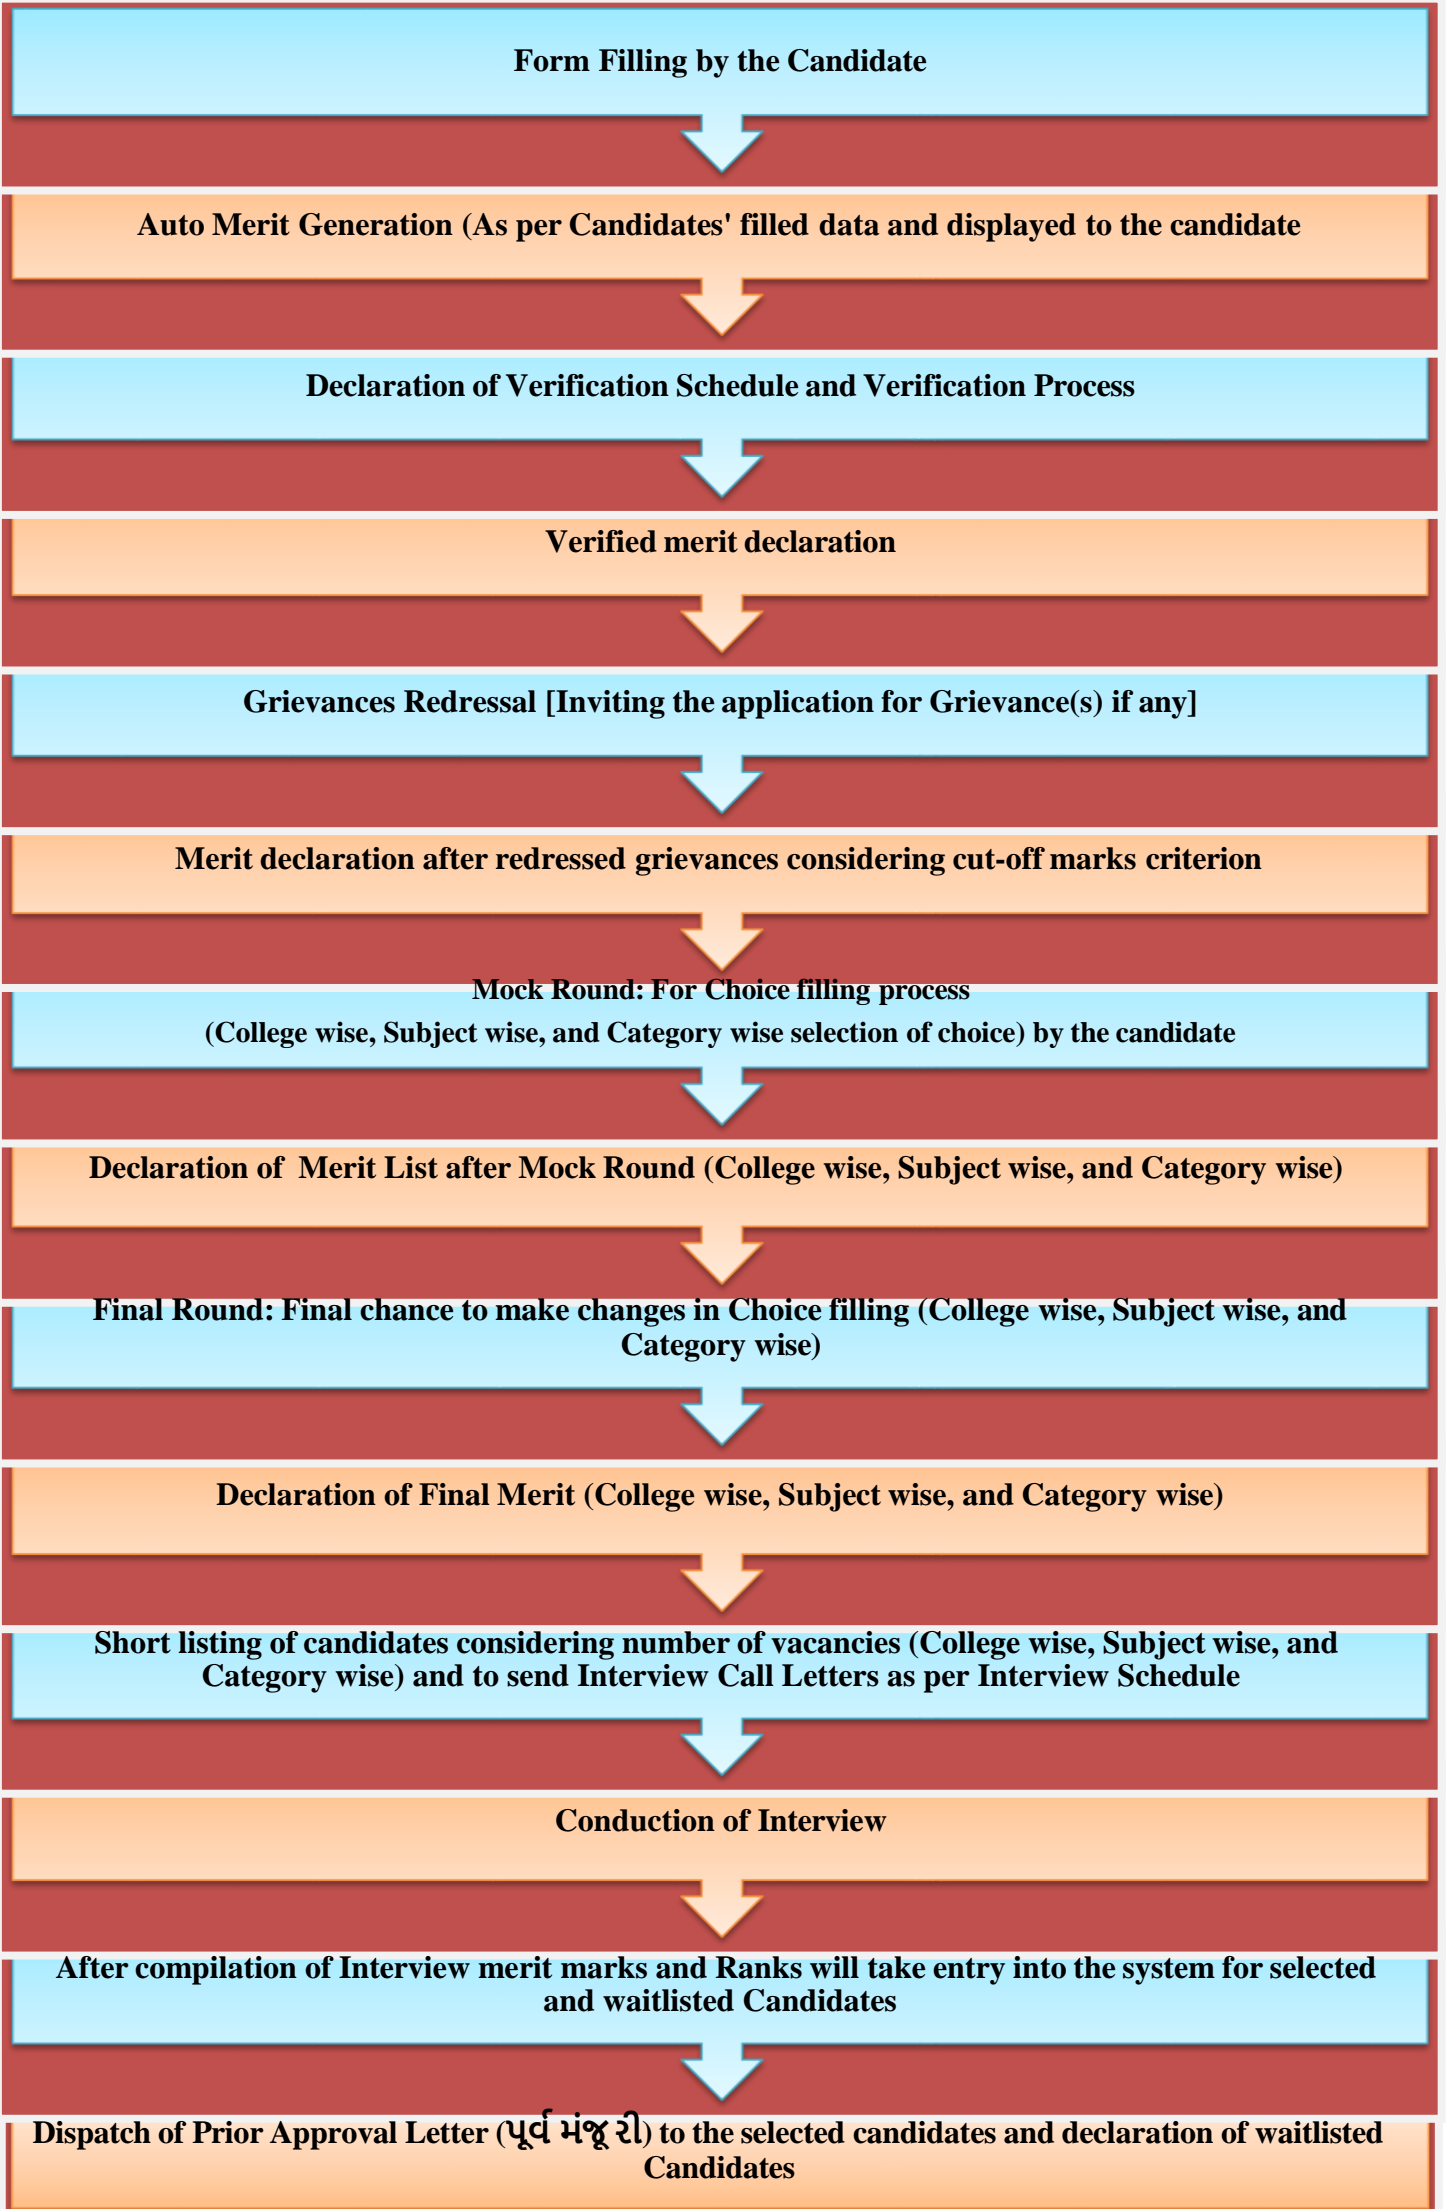 Form Filling by the Candidate
Auto Merit Generation (As per Candidates' filled data and displayed to the candidate
Declaration of Verification Schedule and Verification Process
Verified merit declaration
Grievances Redressal [Inviting the application for Grievance(s) if any]
Merit declaration after redressed grievances considering cut-off marks criterion
Mock Round: For Choice filling process
(College wise, Subject wise, and Category wise selection of choice) by the candidate
Declaration of Merit List after Mock Round (College wise, Subject wise, and Category wise)
Final Round: Final chance to make changes in Choice filling (College wise, Subject wise, and
Category wise)
Declaration of Final Merit (College wise, Subject wise, and Category wise)
Short listing of candidates considering number of vacancies (College wise, Subject wise, and
Category wise) and to send Interview Call Letters as per Interview Schedule
Conduction of Interview
After compilation of Interview merit marks and Ranks will take entry into the system for selected
and waitlisted Candidates
Dispatch of Prior Approval Letter (પૂર્વ મંજૂરી) to the selected candidates and declaration of waitlisted
Candidates